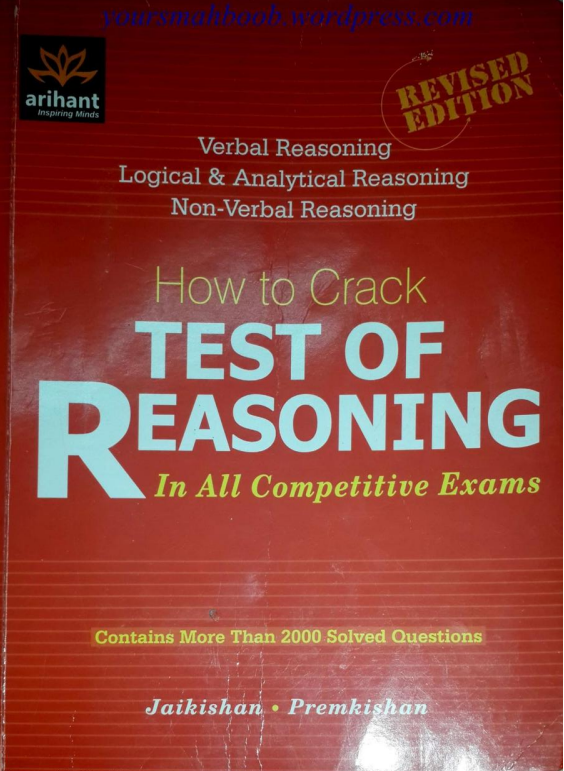 yoursmahboob.wordpress.com
arihant
Inspiring Minds
REVISED
EDITION
Verbal Reasoning
Logical & Analytical Reasoning
Non-Verbal Reasoning
How to Crack
TEST OF
REASONING
In All Competitive Exams
Contains More Than 2000 Solved Questions
Jaikishan • Premkishan